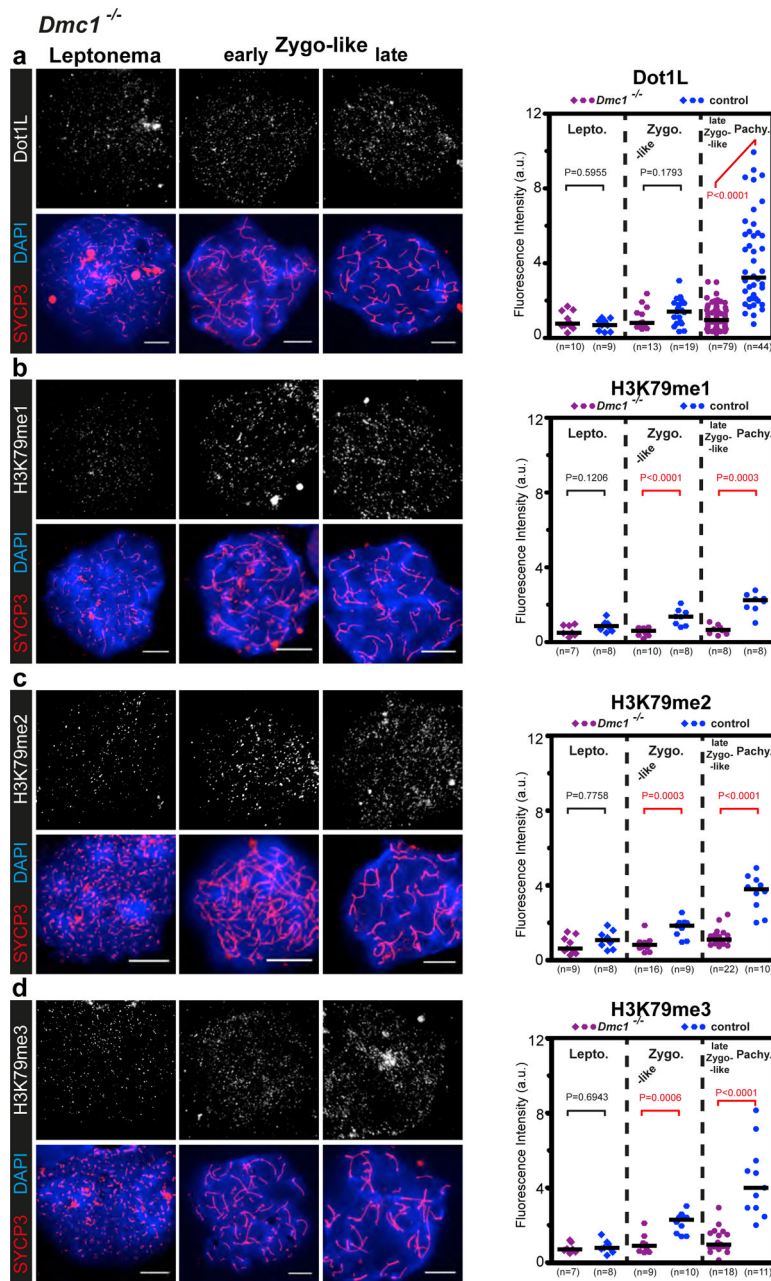 Dmc1 -/-
Leptonema early Zygo-like late
a
Dot1L
SYCP3 DAPI
Dot1L
Dmc1 -/- control
Fluorescence Intensity (a.u.)
12
8
4
0
Lepto. Zygo. -like late Zygo- -like Pachy.
P=0.5955 P=0.1793 P<0.0001
(n=10) (n=9) (n=13) (n=19) (n=79) (n=44)
b
H3K79me1
SYCP3 DAPI
H3K79me1
Dmc1 -/- control
Fluorescence Intensity (a.u.)
12
8
4
0
Lepto. Zygo. -like late Zygo- -like Pachy.
P=0.1206 P<0.0001 P=0.0003
(n=7) (n=8) (n=10) (n=8) (n=8) (n=8)
c
H3K79me2
SYCP3 DAPI
H3K79me2
Dmc1 -/- control
Fluorescence Intensity (a.u.)
12
8
4
0
Lepto. Zygo. -like late Zygo- -like Pachy.
P=0.7758 P=0.0003 P<0.0001
(n=9) (n=8) (n=16) (n=9) (n=22) (n=10)
d
H3K79me3
SYCP3 DAPI
H3K79me3
Dmc1 -/- control
Fluorescence Intensity (a.u.)
12
8
4
0
Lepto. Zygo. -like late Zygo- -like Pachy.
P=0.6943 P=0.0006 P<0.0001
(n=7) (n=8) (n=9) (n=10) (n=18) (n=11)